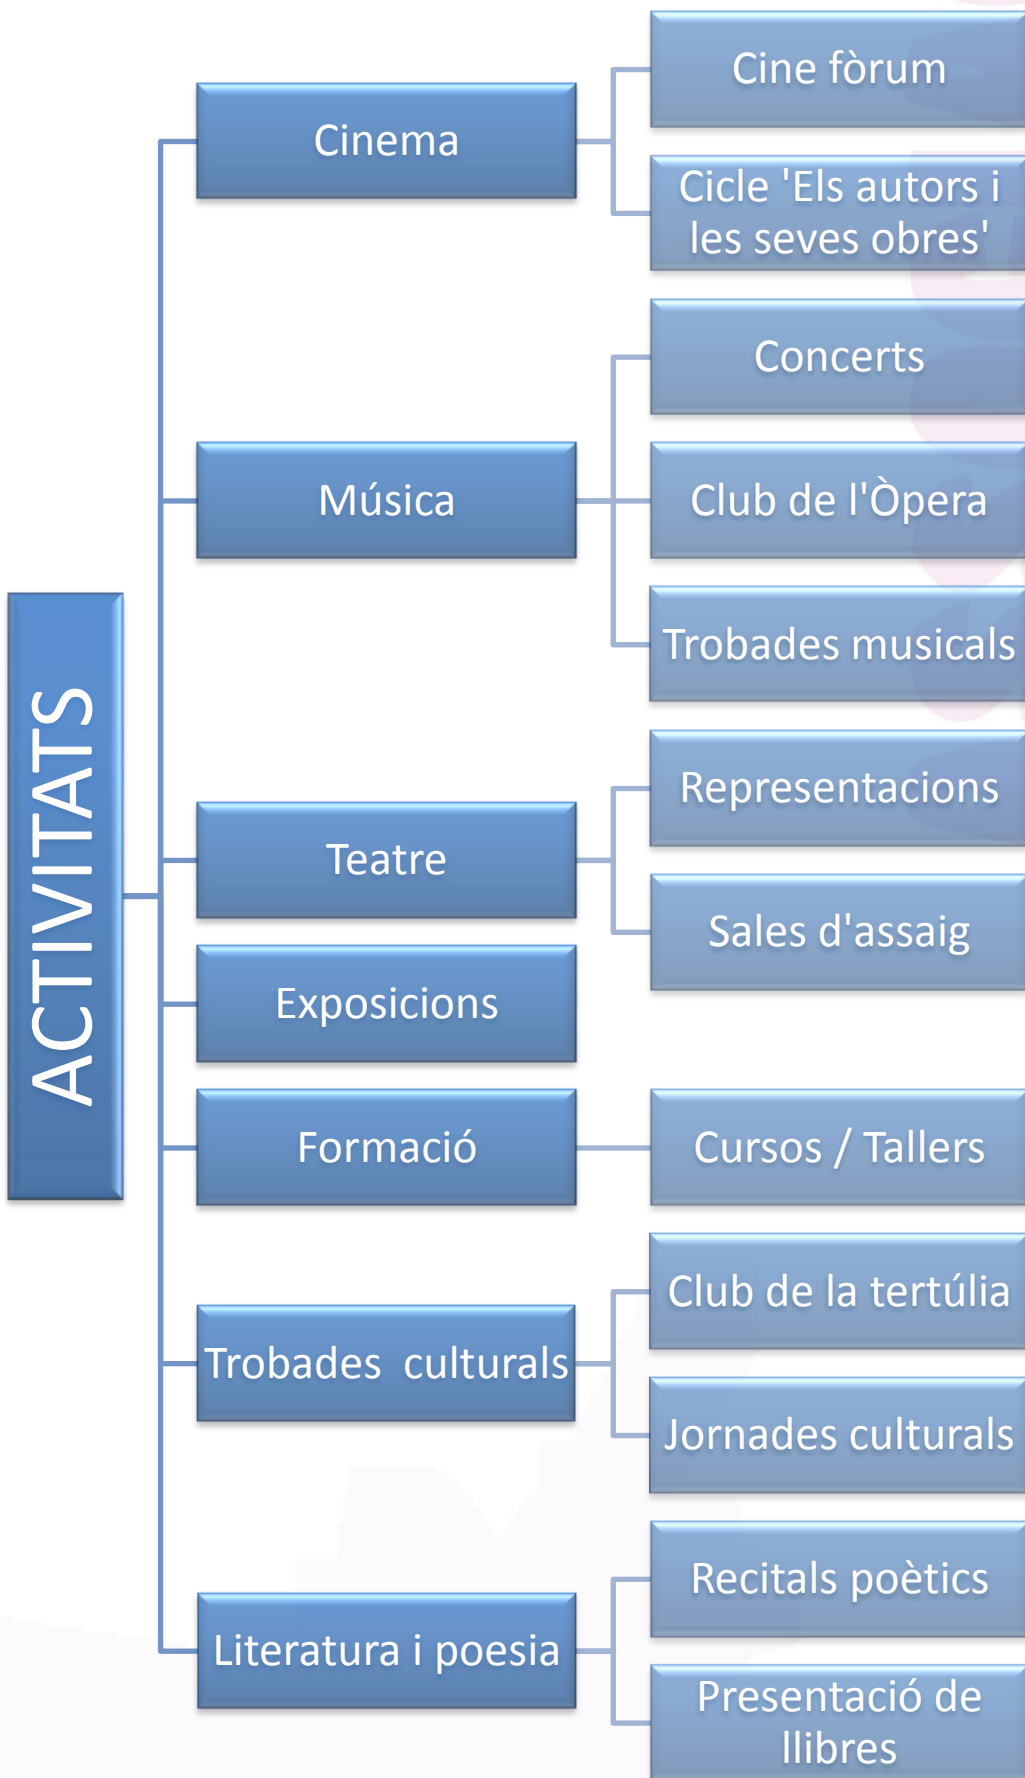 ACTIVITATS
Cinema
Cine fòrum
Cicle 'Els autors i
les seves obres'
Música
Concerts
Club de l'Òpera
Trobades musicals
Teatre
Representacions
Sales d'assaig
Exposicions
Formació
Cursos / Tallers
Trobades  culturals
Club de la tertúlia
Jornades culturals
Literatura i poesia
Recitals poètics
Presentació de
llibres